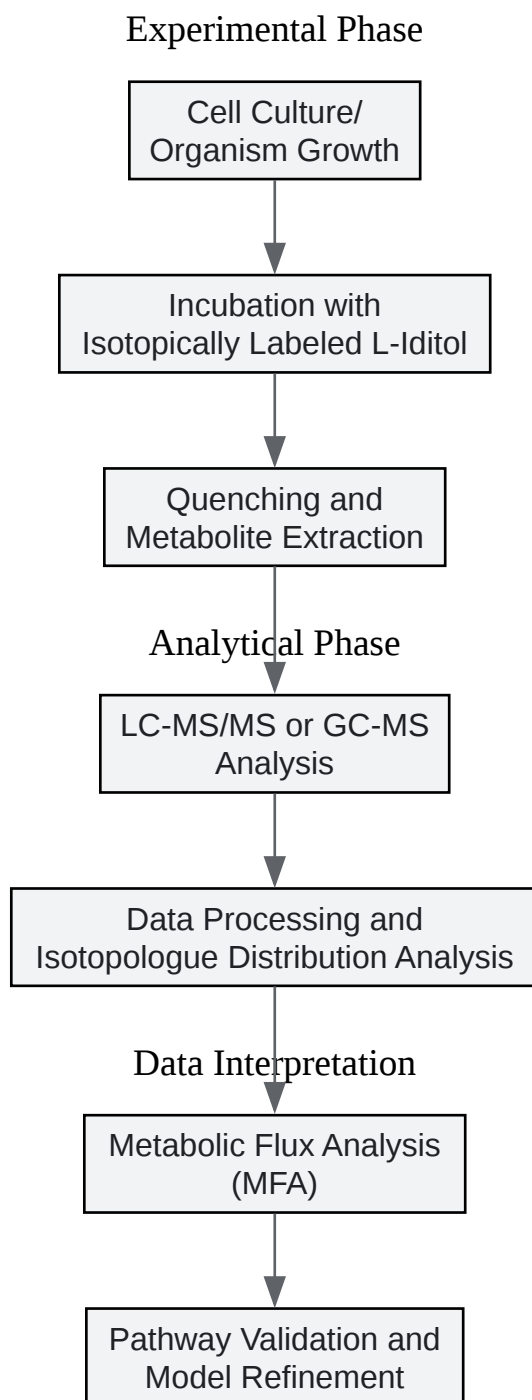 Experimental Phase
Cell Culture/
Organism Growth
Incubation with
Isotopically Labeled L-Iditol
Quenching and
Metabolite Extraction
Analytical Phase
LC-MS/MS or GC-MS
Analysis
Data Processing and
Isotopologue Distribution Analysis
Data Interpretation
Metabolic Flux Analysis
(MFA)
Pathway Validation and
Model Refinement